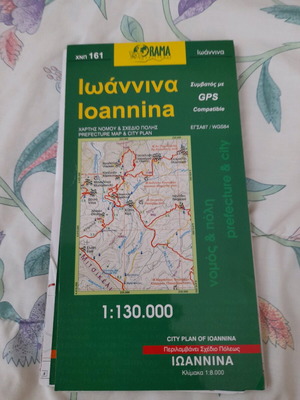 ΧΝΠ 161
ORAMA
Ιωάννινα
Ιωάννινα
Ioannina
Συμβατός με
GPS
Compatible
ΧΑΡΤΗΣ ΝΟΜΟΥ & ΣΧΕΔΙΟ ΠΟΛΗΣ
PREFECTURE MAP & CITY PLAN
ΕΓΣΑ87 / WGS84
νομός & πόλη
prefecture & city
1:130.000
CITY PLAN OF IOANNINA
Περιλαμβάνει Σχέδιο Πόλεως
ΙΩΑΝΝΙΝΑ
Κλίμακα 1:8.000